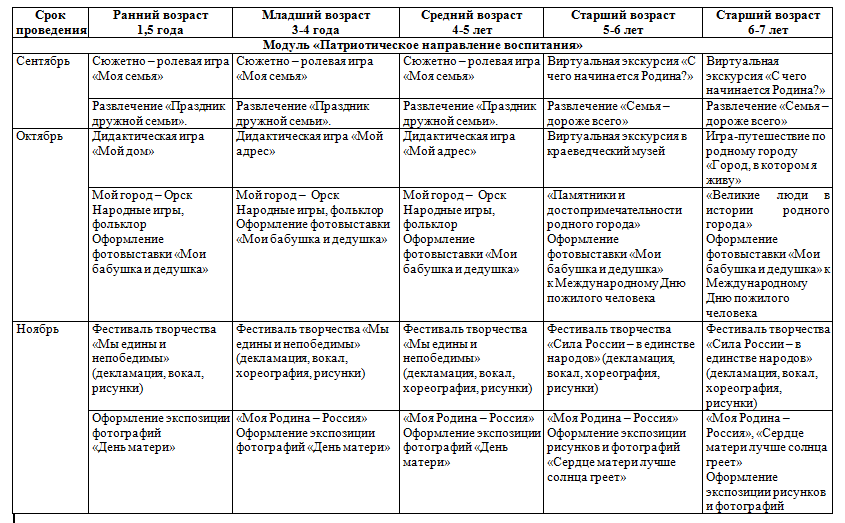 Срок проведения
Ранний возраст 1,5 года
Младший возраст 3-4 года
Средний возраст 4-5 лет
Старший возраст 5-6 лет
Старший возраст 6-7 лет
Модуль «Патриотическое направление воспитания»
Сентябрь
Сюжетно – ролевая игра
«Моя семья»
Сюжетно – ролевая игра
«Моя семья»
Сюжетно – ролевая игра
«Моя семья»
Виртуальная экскурсия «С
чего начинается Родина?»
Виртуальная
экскурсия «С чего
начинается Родина?»
Развлечение «Праздник
дружной семьи».
Развлечение «Праздник
дружной семьи».
Развлечение «Праздник
дружной семьи».
Развлечение «Семья –
дороже всего»
Развлечение «Семья –
дороже всего»
Октябрь
Дидактическая игра
«Мой дом»
Дидактическая игра «Мой
адрес»
Дидактическая игра
«Мой адрес»
Виртуальная экскурсия в
краеведческий музей
Игра-путешествие по
родному городу
«Город, в котором я
живу»
Мой город – Орск
Народные игры,
фольклор
Оформление
фотовыставки «Мои
бабушка и дедушка»
Мой город – Орск
Народные игры, фольклор
Оформление фотовыставки
«Мои бабушка и дедушка»
Мой город – Орск
Народные игры,
фольклор
Оформление
фотовыставки «Мои
бабушка и дедушка»
«Памятники и
достопримечательности
родного города»
Оформление
фотовыставки «Мои
бабушка и дедушка»
к Международному Дню
пожилого человека
«Великие люди в
истории родного
города»
Оформление
фотовыставки «Мои
бабушка и дедушка» к
Международному
Дню пожилого
человека
Ноябрь
Фестиваль творчества
«Мы едины и
непобедимы»
(декламация, вокал,
рисунки)
Фестиваль творчества «Мы
едины и непобедимы»
(декламация, вокал,
хореография, рисунки)
Фестиваль творчества
«Мы едины и
непобедимы»
(декламация, вокал,
хореография, рисунки)
Фестиваль творчества
«Сила России – в единстве
народов» (декламация,
вокал, хореография,
рисунки)
Фестиваль творчества
«Сила России – в
единстве народов»
(декламация, вокал,
хореография,
рисунки)
Оформление экспозиции
фотографий
«День матери»
«Моя Родина – Россия»
Оформление экспозиции
фотографий «День матери»
«Моя Родина – Россия»
Оформление экспозиции
фотографий «День
матери»
«Моя Родина – Россия»
Оформление экспозиции
рисунков и фотографий
«Сердце матери лучше
солнца греет»
«Моя Родина –
Россия», «Сердце
матери лучше солнца
греет»
Оформление
экспозиции рисунков
и фотографий